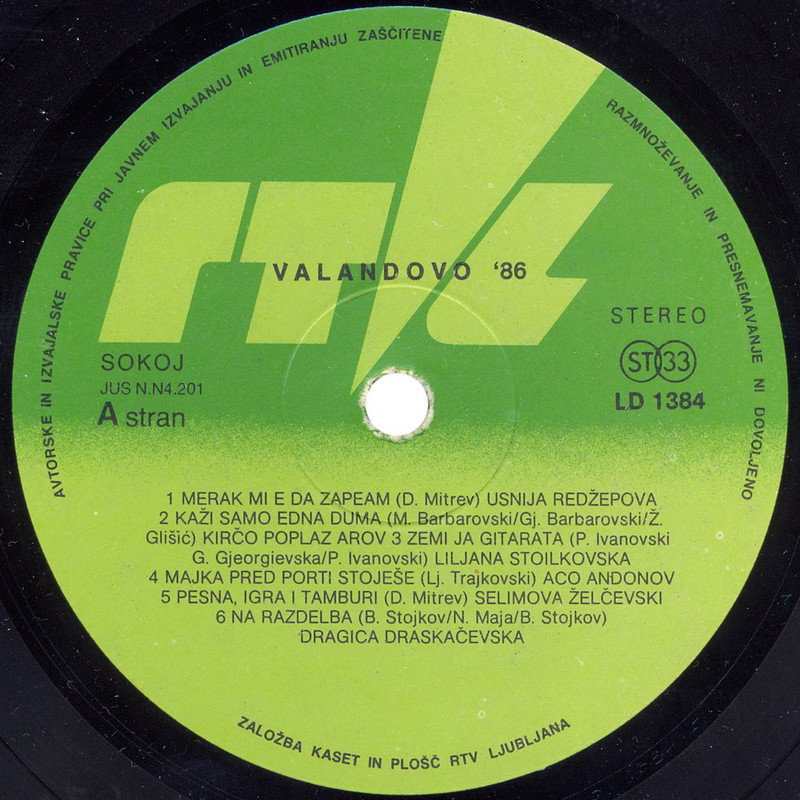 AVTORSKE IN IZVAJALSKE PRAVICE PRI JAVNEM IZVAJANJU IN EMITIRANJU ZAŠČITENE
RAZMNOŽEVANJE IN PRESNEMAVANJE NI DOVOLJENO
RTL
VALANDOVO '86
SOKOJ
JUS N.N4.201
A stran
STEREO
ST 33
LD 1384
1 MERAK MI E DA ZAPEAM (D. Mitrev) USNIJA REDŽEPOVA
2 KAŽI SAMO EDNA DUMA (M. Barbarovski/Gj. Barbarovski/Ž.
Glišić) KIRČO POPLAZ AROV 3 ZEMI JA GITARATA (P. Ivanovski
G. Gjeorgievska/P. Ivanovski) LILJANA STOILKOVSKA
4 MAJKA PRED PORTI STOJEŠE (Lj. Trajkovski) ACO ANDONOV
5 PESNA, IGRA I TAMBURI (D. Mitrev) SELIMOVA ŽELČEVSKI
6 NA RAZDELBA (B. Stojkov/N. Maja/B. Stojkov)
DRAGICA DRASKAČEVSKA
ZALOŽBA KASET IN PLOŠČ RTV LJUBLJANA